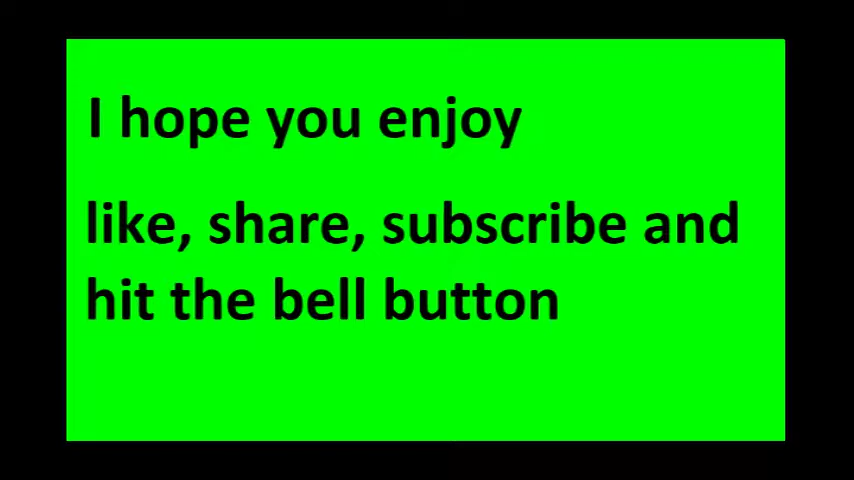 I hope you enjoy
like, share, subscribe and
hit the bell button